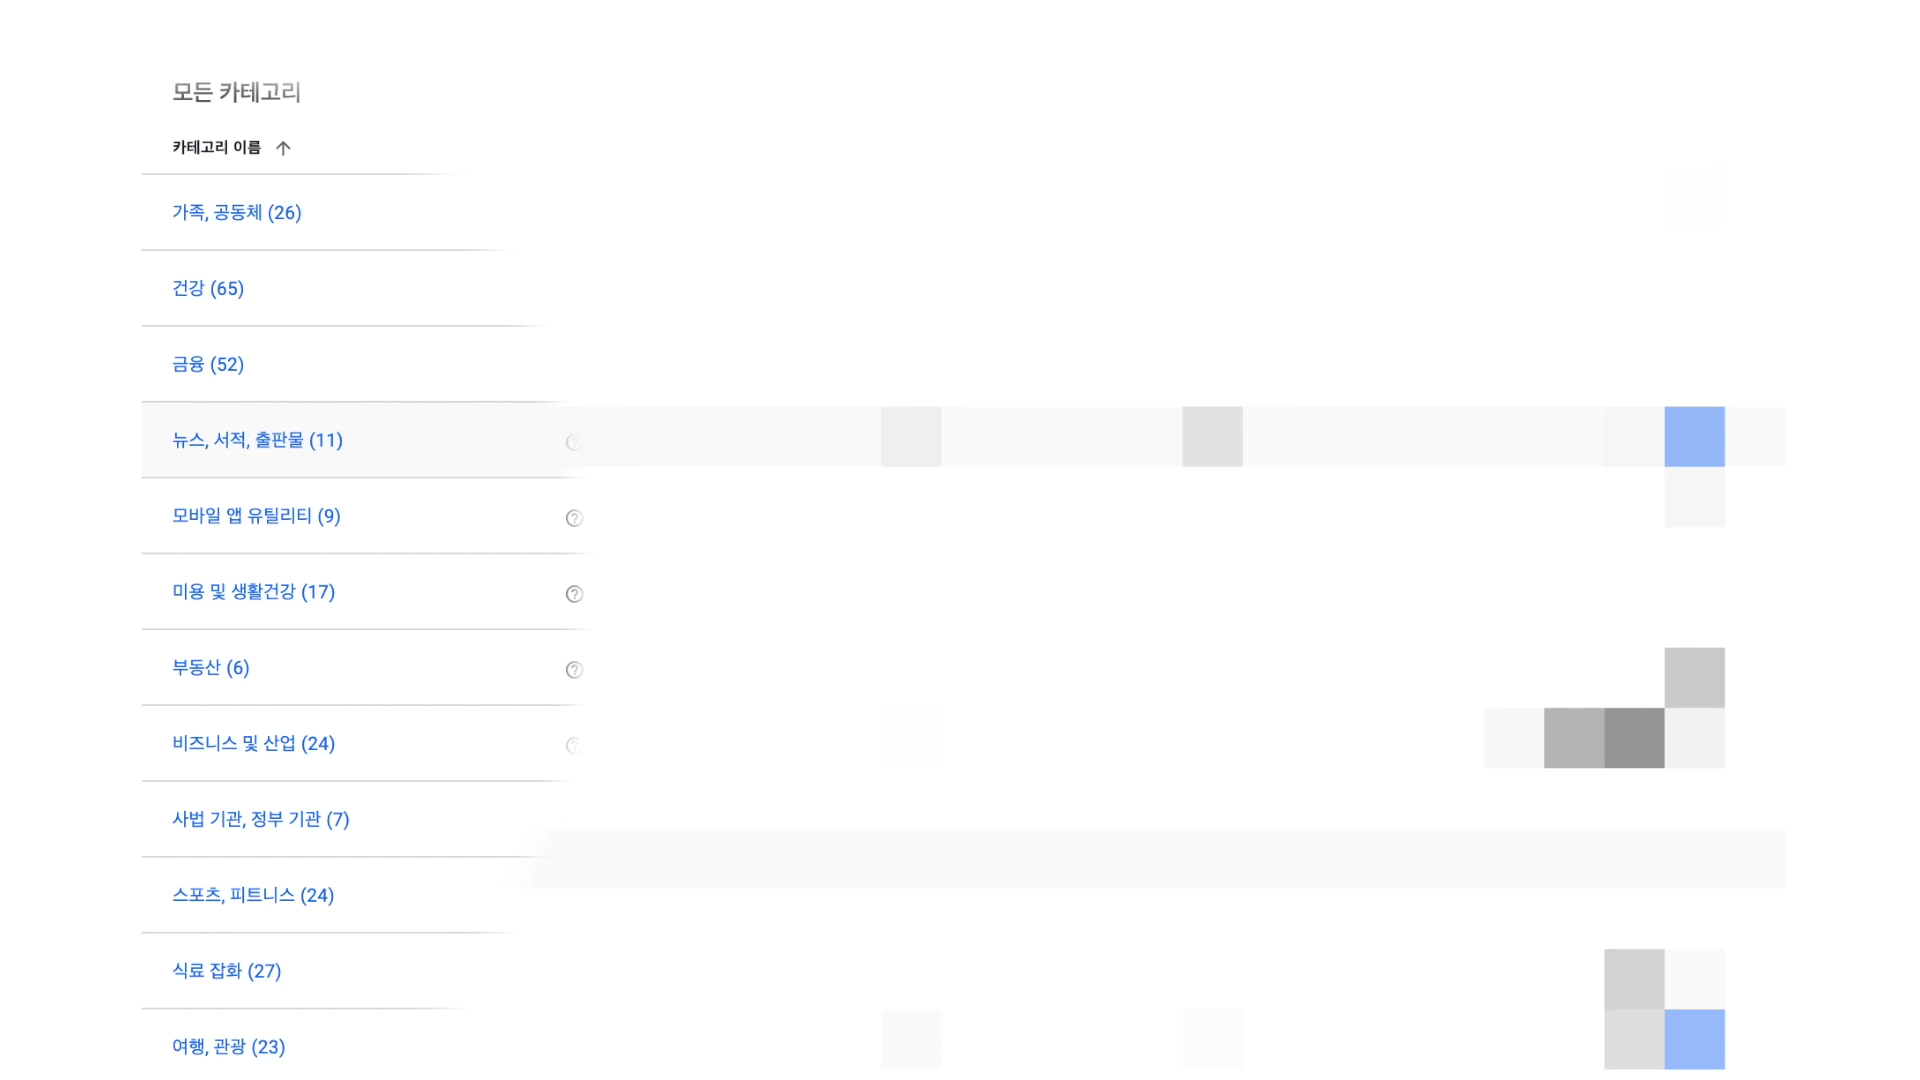 모든 카테고리
카테고리 이름
가족, 공동체 (26)
건강 (65)
금융 (52)
뉴스, 서적, 출판물 (11)
모바일 앱 유틸리티 (9)
미용 및 생활건강 (17)
부동산 (6)
비즈니스 및 산업 (24)
사법 기관, 정부 기관 (7)
스포츠, 피트니스 (24)
식료 잡화 (27)
여행, 관광 (23)